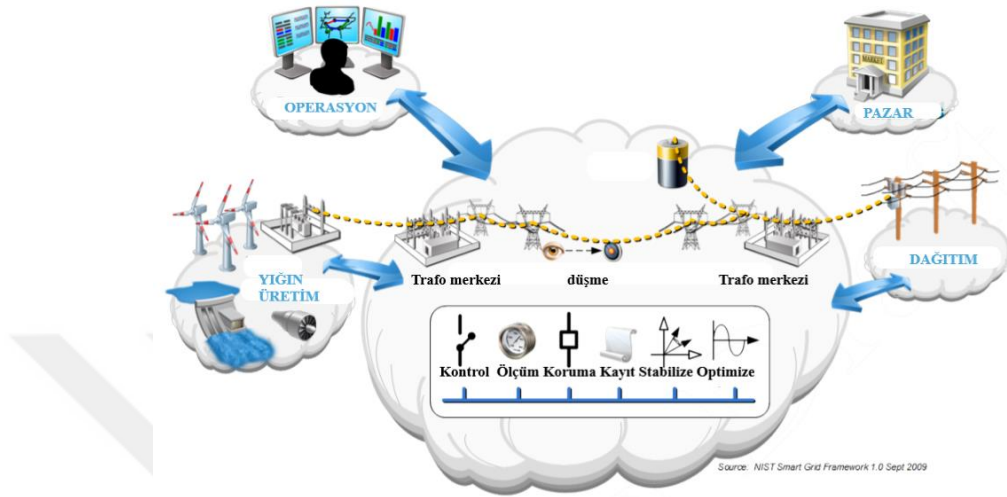 OPERASYON
MARKET
PAZAR
YIĞIN
ÜRETİM
DAĞITIM
Trafo merkezi
düşme
Trafo merkezi
Kontrol Ölçüm Koruma Kayıt Stabilize Optimize
Source: NIST Smart Grid Framework 1.0 Sept 2009